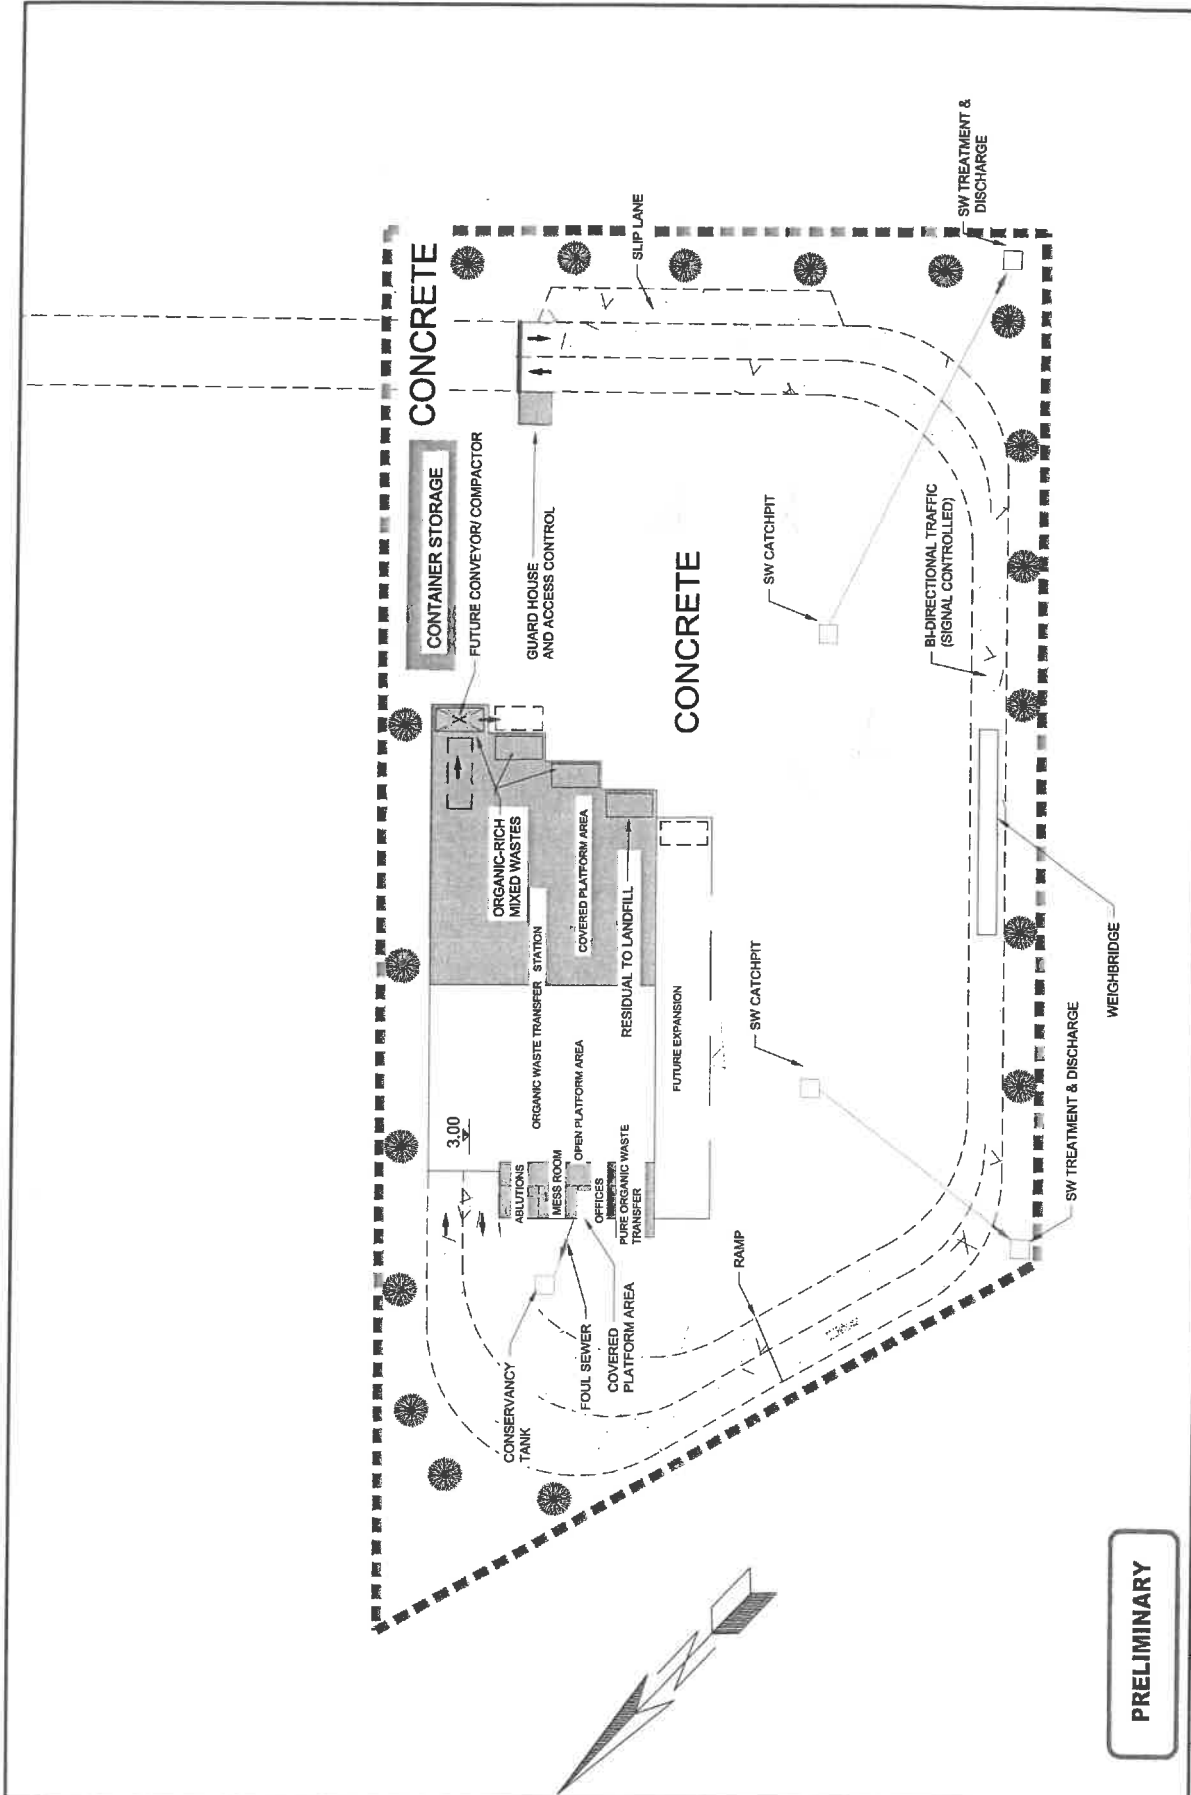 CONCRETE
CONTAINER STORAGE
FUTURE CONVEYOR/ COMPACTOR
GUARD HOUSE
AND ACCESS CONTROL
SLIP LANE
SW TREATMENT &
DISCHARGE
CONCRETE
SW CATCHPIT
BI-DIRECTIONAL TRAFFIC
(SIGNAL CONTROLLED)
ORGANIC-RICH
MIXED WASTES
COVERED PLATFORM AREA
ORGANIC WASTE TRANSFER STATION
RESIDUAL TO LANDFILL
OPEN PLATFORM AREA
FUTURE EXPANSION
SW CATCHPIT
WEIGHBRIDGE
3.00
ABLUTIONS
MESS ROOM
OFFICES
PURE ORGANIC WASTE
TRANSFER
SW TREATMENT & DISCHARGE
RAMP
CONSERVANCY
TANK
FOUL SEWER
COVERED
PLATFORM AREA
PRELIMINARY